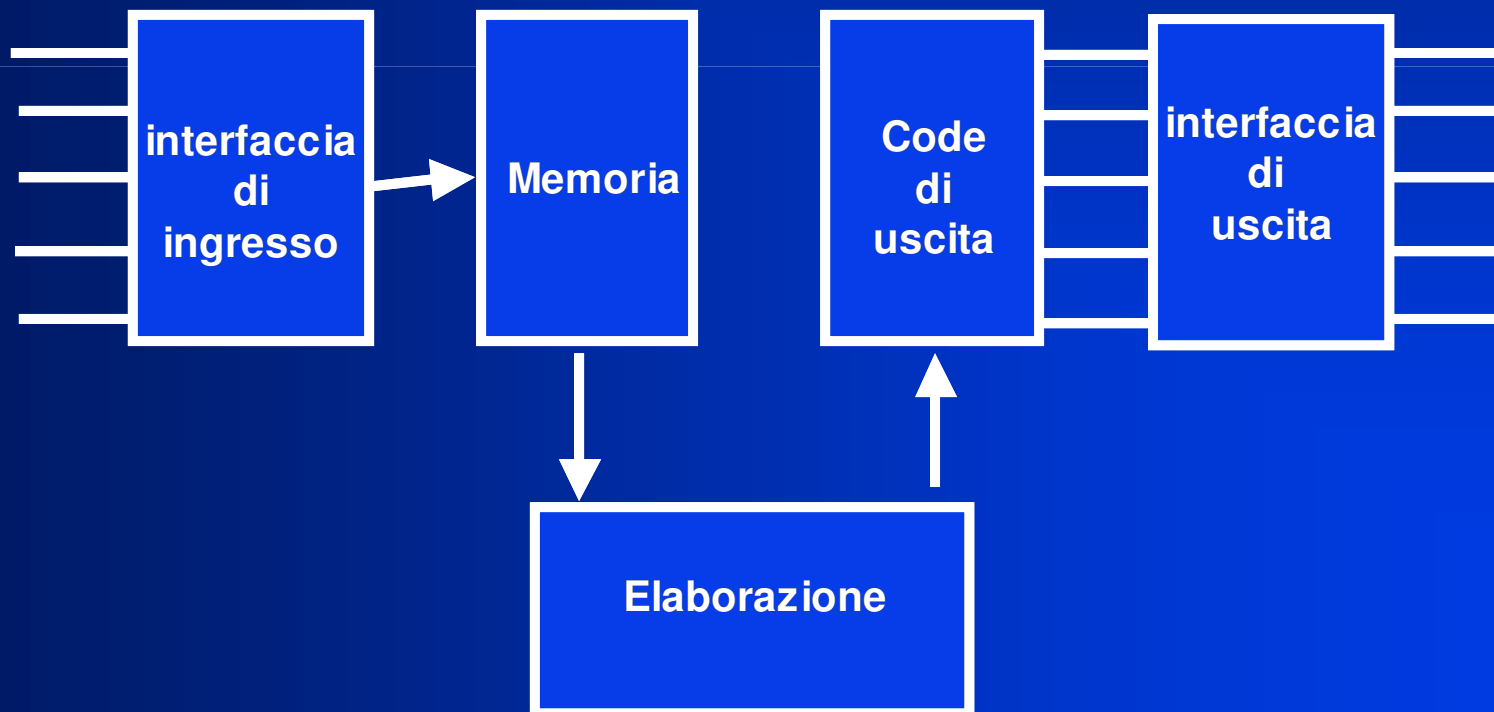 interfaccia
di
ingresso
Memoria
Code
di
uscita
interfaccia
di
uscita
Elaborazione